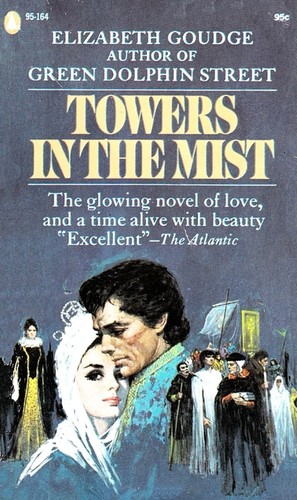 95-164
95¢
ELIZABETH GOUDGE
AUTHOR OF
GREEN DOLPHIN STREET
TOWERS
IN THE MIST
The glowing novel of love,
and a time alive with beauty
"Excellent"—The Atlantic